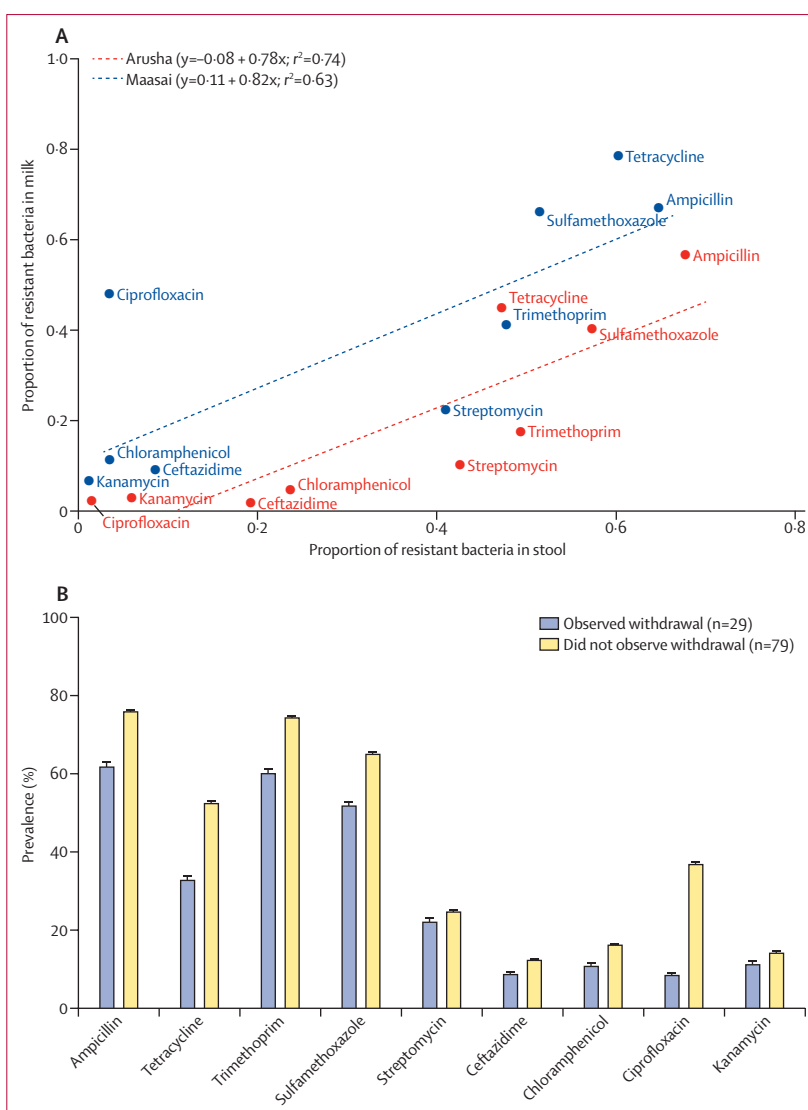 A
Arusha (y=–0·08 + 0·78x; r²=0·74)
Maasai (y=0·11 + 0·82x; r²=0·63)
1·0
0·8
0·6
0·4
0·2
0
Proportion of resistant bacteria in milk
Tetracycline
Ampicillin
Sulfamethoxazole
Ampicillin
Ciprofloxacin
Tetracycline
Trimethoprim
Sulfamethoxazole
Streptomycin
Trimethoprim
Streptomycin
Chloramphenicol
Ceftazidime
Kanamycin
Chloramphenicol
Kanamycin
Ceftazidime
Ciprofloxacin
0 0·2 0·4 0·6 0·8
Proportion of resistant bacteria in stool
B
Observed withdrawal (n=29)
Did not observe withdrawal (n=79)
100
80
60
40
20
0
Prevalence (%)
Ampicillin
Tetracycline
Trimethoprim
Sulfamethoxazole
Streptomycin
Ceftazidime
Chloramphenicol
Ciprofloxacin
Kanamycin